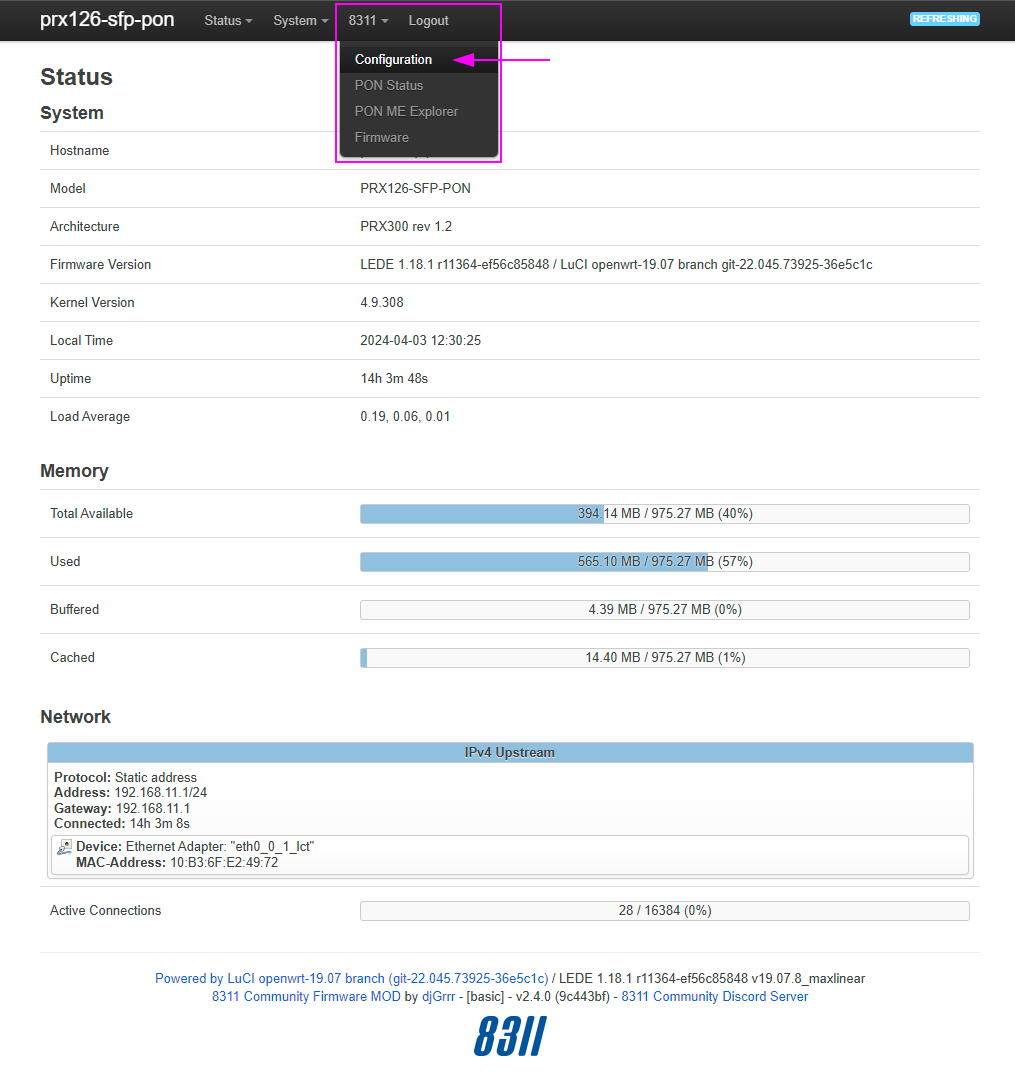 prx126-sfp-pon Status System 8311 Logout REFRESHING
Configuration
PON Status
PON ME Explorer
Firmware
Status
System
Hostname
Model PRX126-SFP-PON
Architecture PRX300 rev 1.2
Firmware Version LEDE 1.18.1 r11364-ef56c85848 / LuCI openwrt-19.07 branch git-22.045.73925-36e5c1c
Kernel Version 4.9.308
Local Time 2024-04-03 12:30:25
Uptime 14h 3m 48s
Load Average 0.19, 0.06, 0.01
Memory
Total Available 394.14 MB / 975.27 MB (40%)
Used 565.10 MB / 975.27 MB (57%)
Buffered 4.39 MB / 975.27 MB (0%)
Cached 14.40 MB / 975.27 MB (1%)
Network
IPv4 Upstream
Protocol: Static address
Address: 192.168.11.1/24
Gateway: 192.168.11.1
Connected: 14h 3m 8s
Device: Ethernet Adapter: "eth0_0_1_lct"
MAC-Address: 10:B3:6F:E2:49:72
Active Connections 28 / 16384 (0%)
Powered by LuCI openwrt-19.07 branch (git-22.045.73925-36e5c1c) / LEDE 1.18.1 r11364-ef56c85848 v19.07.8_maxlinear
8311 Community Firmware MOD by djGrrr - [basic] - v2.4.0 (9c443bf) - 8311 Community Discord Server
8311